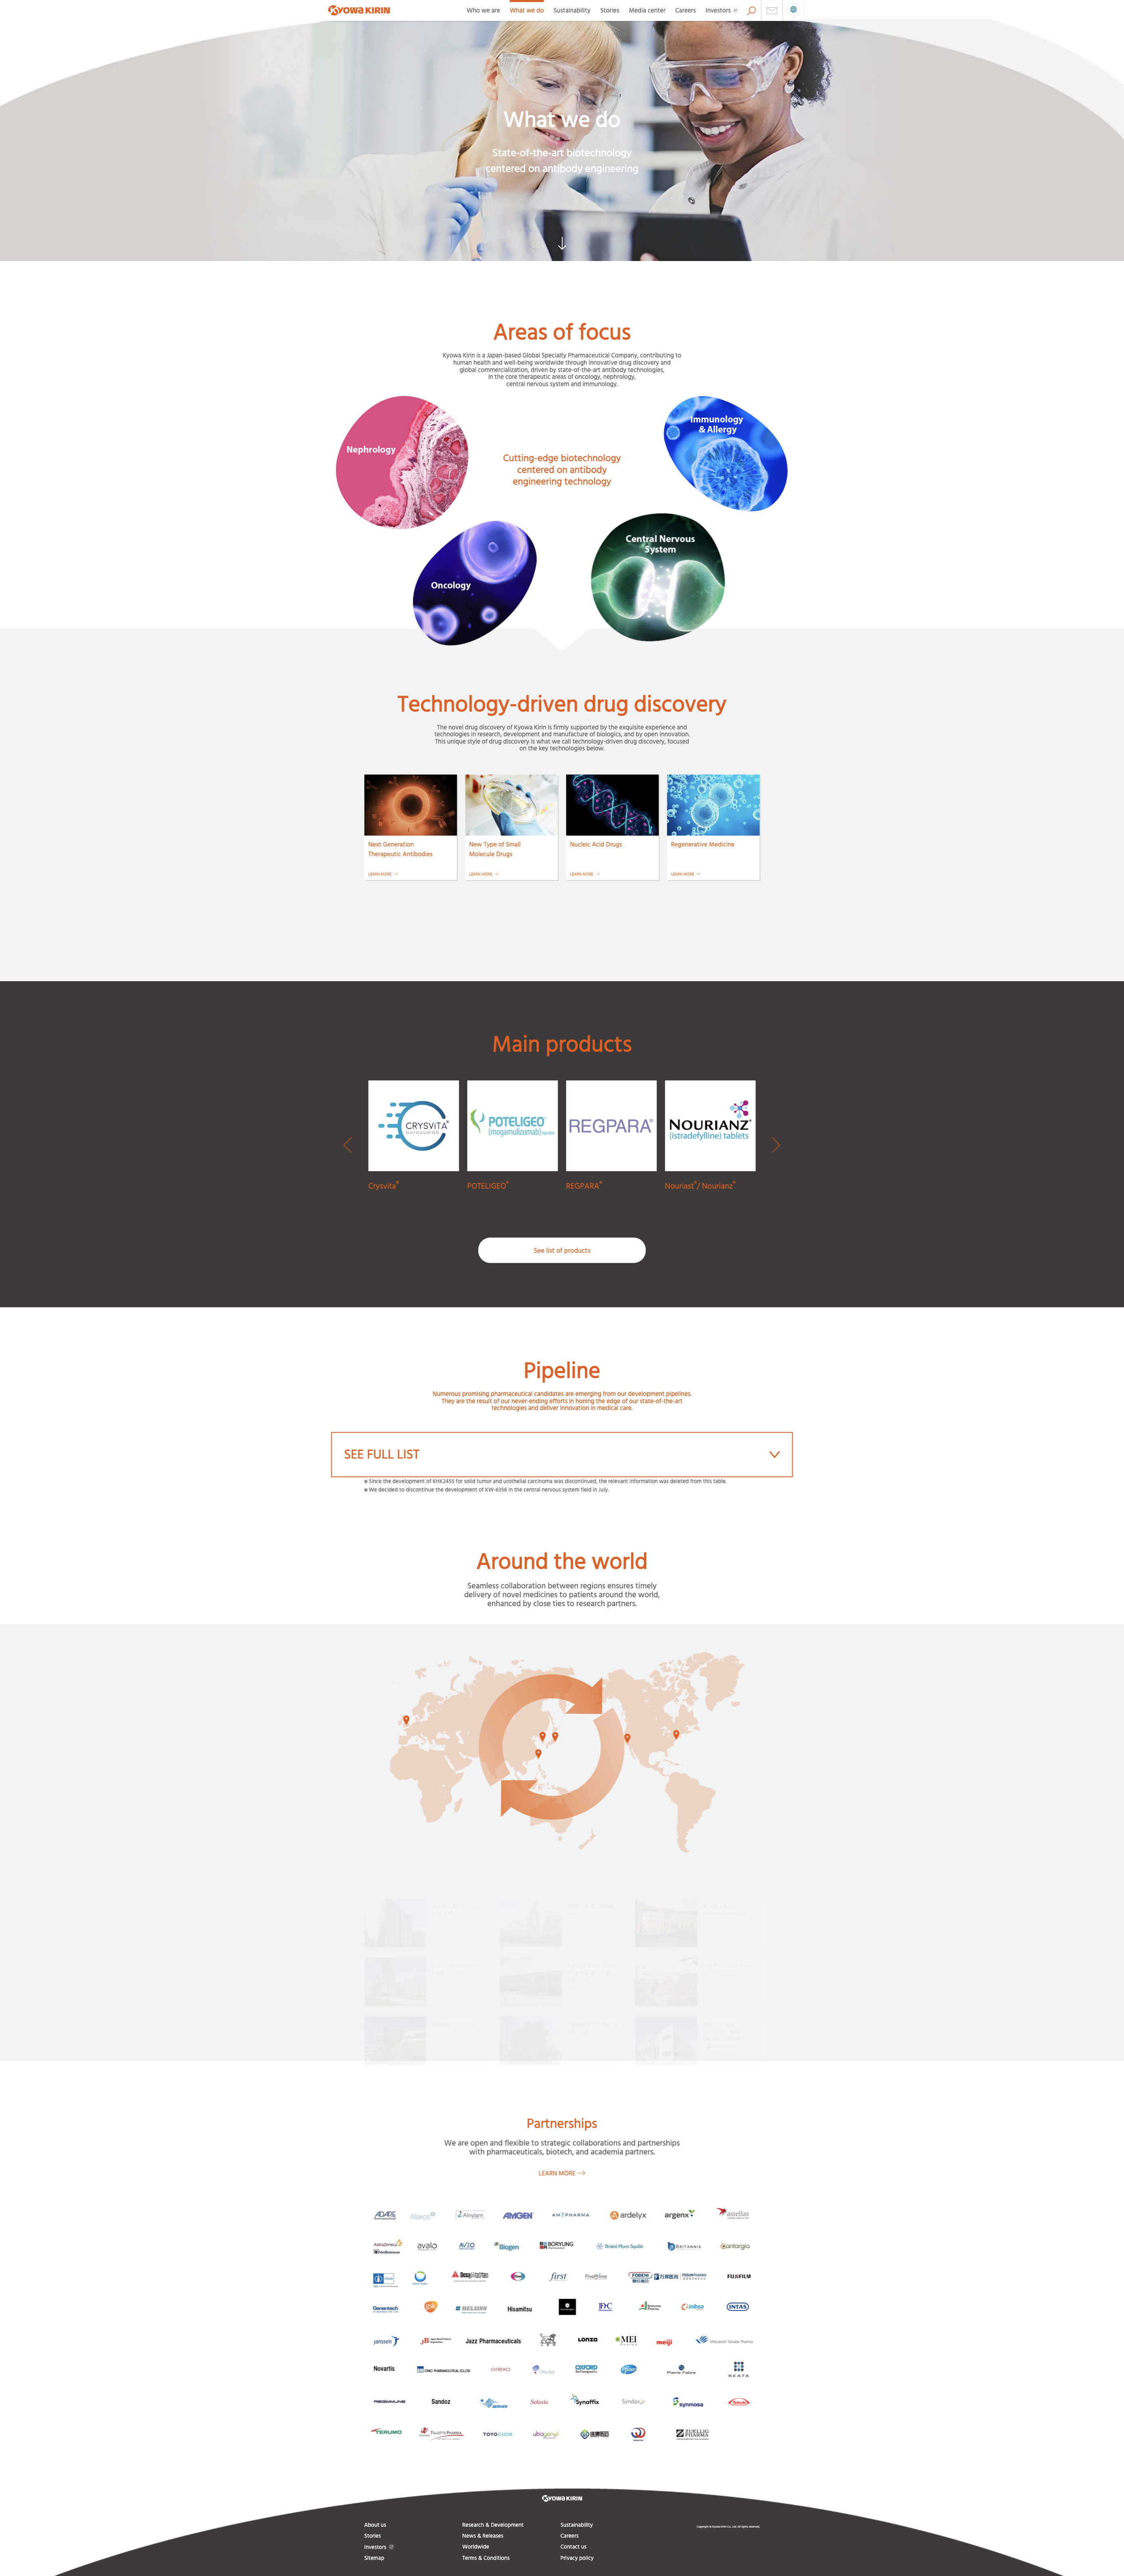 KYOWA KIRIN
Who we are
What we do
Sustainability
Stories
Media center
Careers
Investors
What we do
State-of-the-art biotechnology
centered on antibody engineering
Areas of focus
Kyowa Kirin is a Japan-based Global Specialty Pharmaceutical Company, contributing to
human health and well-being worldwide through innovative drug discovery and
global commercialization, driven by state-of-the-art antibody technologies,
in the core therapeutic areas of oncology, nephrology,
central nervous system and immunology.
Nephrology
Immunology
& Allergy
Cutting-edge biotechnology
centered on antibody
engineering technology
Oncology
Central Nervous
System
Technology-driven drug discovery
The novel drug discovery of Kyowa Kirin is firmly supported by the exquisite experience and
technologies in research, development and manufacture of biologics, and by open innovation.
This unique style of drug discovery is what we call technology-driven drug discovery, focused
on the key technologies below.
Next Generation
Therapeutic Antibodies
LEARN MORE
New Type of Small
Molecule Drugs
LEARN MORE
Nucleic Acid Drugs
LEARN MORE
Regenerative Medicine
LEARN MORE
Main products
CRYSVITA®
burosumab
POTELIGEO®
(mogamulizumab) injection
REGPARA®
NOURIANZ®
(istradefylline) tablets
Crysvita®
POTELIGEO®
REGPARA®
Nouriast®/ Nourianz®
See list of products
Pipeline
Numerous promising pharmaceutical candidates are emerging from our development pipelines.
They are the result of our never-ending efforts in honing the edge of our state-of-the-art
technologies and deliver innovation in medical care.
SEE FULL LIST
※ Since the development of KHK2455 for solid tumor and urothelial carcinoma was discontinued, the relevant information was deleted from this table.
※ We decided to discontinue the development of KW-6356 in the central nervous system field in July.
Around the world
Seamless collaboration between regions ensures timely
delivery of novel medicines to patients around the world,
enhanced by close ties to research partners.
Partnerships
We are open and flexible to strategic collaborations and partnerships
with pharmaceuticals, biotech, and academia partners.
LEARN MORE
ADARE
Allakos
Alnylam
AMGEN
AM-PHARMA
ardelyx
argenx
astellas
AstraZeneca
MedImmune
avalo
AVEO
Biogen
BORYUNG
Bristol Myers Squibb
BRITANNIA
cantargia
first
FiveNine
FUJIFILM
Genentech
gsk
HELSINN
Hisamitsu
inibsa
INTAS
janssen
Jazz Pharmaceuticals
Lonza
MEI
meiji
Mitsubishi Tanabe Pharma
Novartis
OHKI PHARMACEUTICAL CO.,LTD.
orexo
OXFORD
Pfizer
Pierre Fabre
REATA
REGIMMUNE
Sandoz
SERVIER
Solasia
Synaffix
Syndax
synmosa
TERUMO
TOYO CHEM
ultragenyx
ZUELLIG
PHARMA
KYOWA KIRIN
About us
Research & Development
Sustainability
Copyright © Kyowa Kirin Co., Ltd. All rights reserved.
Stories
News & Releases
Careers
Investors
Worldwide
Contact us
Sitemap
Terms & Conditions
Privacy policy